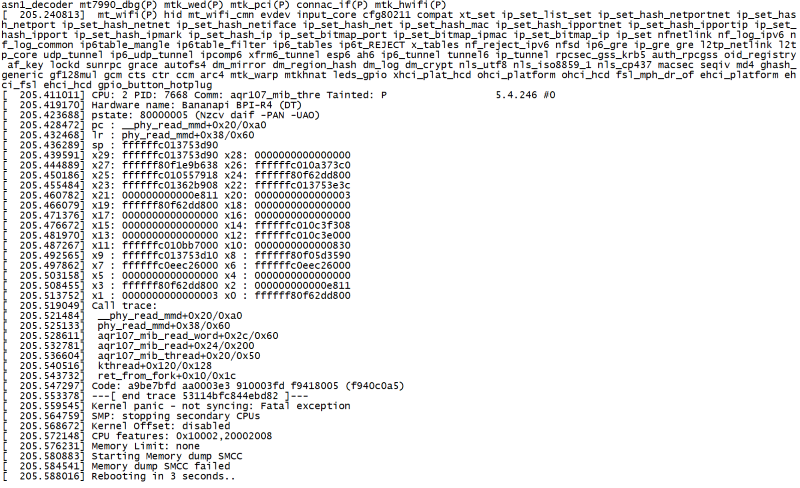 asn1_decoder mt7990_dbg(P) mtk_wed(P) mtk_pci(P) connac_if(P) mtk_hwifi(P)
[  205.240813]  mt_wifi(P) hid mt_wifi_cmn evdev input_core cfg80211 compat xt_set ip_set_list_set ip_set_hash_netportnet ip_set_has
h_netport ip_set_hash_netnet ip_set_hash_netiface ip_set_hash_net ip_set_hash_mac ip_set_hash_ipportnet ip_set_hash_ipportip ip_set_
hash_ipport ip_set_hash_ipmark ip_set_hash_ip ip_set_bitmap_port ip_set_bitmap_ipmac ip_set_bitmap_ip ip_set nfnetlink nf_log_ipv6 n
f_log_common ip6table_mangle ip6table_filter ip6_tables ip6t_REJECT x_tables nf_reject_ipv6 nfsd ip6_gre ip_gre gre l2tp_netlink l2t
p_core udp_tunnel ip6_udp_tunnel ipcomp6 xfrm6_tunnel esp6 ah6 ip6_tunnel tunnel6 ip_tunnel rpcsec_gss_krb5 auth_rpcgss oid_registry
 af_key lockd sunrpc grace autofs4 dm_mirror dm_region_hash dm_log dm_crypt nls_utf8 nls_iso8859_1 nls_cp437 macsec seqiv md4 ghash_
generic gf128mul gcm cts ctr ccm arc4 mtk_warp mtkhnat leds_gpio xhci_plat_hcd ohci_platform ohci_hcd fsl_mph_dr_of ehci_platform eh
ci_fsl ehci_hcd gpio_button_hotplug
[  205.411011] CPU: 2 PID: 7668 Comm: aqr107_mib_thre Tainted: P                  5.4.246 #0
[  205.419170] Hardware name: Bananapi BPI-R4 (DT)
[  205.423688] pstate: 80000005 (Nzcv daif -PAN -UAO)
[  205.428472] pc : __phy_read_mmd+0x20/0xa0
[  205.432468] lr : phy_read_mmd+0x38/0x60
[  205.436289] sp : ffffffc013753d90
[  205.439591] x29: ffffffc013753d90 x28: 0000000000000000
[  205.444889] x27: ffffff80f1e9b638 x26: ffffffc010a373c0
[  205.450186] x25: ffffffc010557918 x24: ffffff80f62dd800
[  205.455484] x23: ffffffc01362b908 x22: ffffffc013753e3c
[  205.460782] x21: 000000000000e811 x20: 0000000000000003
[  205.466079] x19: ffffff80f62dd800 x18: 0000000000000000
[  205.471376] x17: 0000000000000000 x16: 0000000000000000
[  205.476672] x15: 0000000000000000 x14: ffffffc010c3f308
[  205.481970] x13: 0000000000000000 x12: ffffffc010c3e000
[  205.487267] x11: ffffffc010bb7000 x10: 0000000000000830
[  205.492565] x9 : ffffffc013753d10 x8 : ffffff80f05d3590
[  205.497862] x7 : ffffffc0eec26000 x6 : ffffffc0eec26000
[  205.503158] x5 : 0000000000000000 x4 : 0000000000000000
[  205.508455] x3 : ffffff80f62dd800 x2 : 000000000000e811
[  205.513752] x1 : 0000000000000003 x0 : ffffff80f62dd800
[  205.519049] Call trace:
[  205.521484]  __phy_read_mmd+0x20/0xa0
[  205.525133]  phy_read_mmd+0x38/0x60
[  205.528611]  aqr107_mib_read_word+0x2c/0x60
[  205.532781]  aqr107_mib_read+0x24/0x200
[  205.536604]  aqr107_mib_thread+0x20/0x50
[  205.540516]  kthread+0x120/0x128
[  205.543732]  ret_from_fork+0x10/0x1c
[  205.547297] Code: a9be7bfd aa0003e3 910003fd f9418005 (f940c0a5)
[  205.553378] ---[ end trace 53114bfc844ebd82 ]---
[  205.559545] Kernel panic - not syncing: Fatal exception
[  205.564759] SMP: stopping secondary CPUs
[  205.568672] Kernel Offset: disabled
[  205.572148] CPU features: 0x10002,20002008
[  205.576231] Memory Limit: none
[  205.580883] Starting Memory dump SMCC
[  205.584541] Memory dump SMCC failed
[  205.588016] Rebooting in 3 seconds..